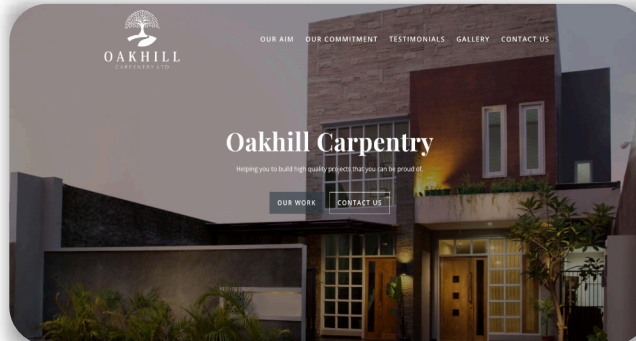 OAKHILL
CARPENTRY LTD
OUR AIM OUR COMMITMENT TESTIMONIALS GALLERY CONTACT US
Oakhill Carpentry
Helping you to build high quality projects that you can be proud of.
OUR WORK CONTACT US